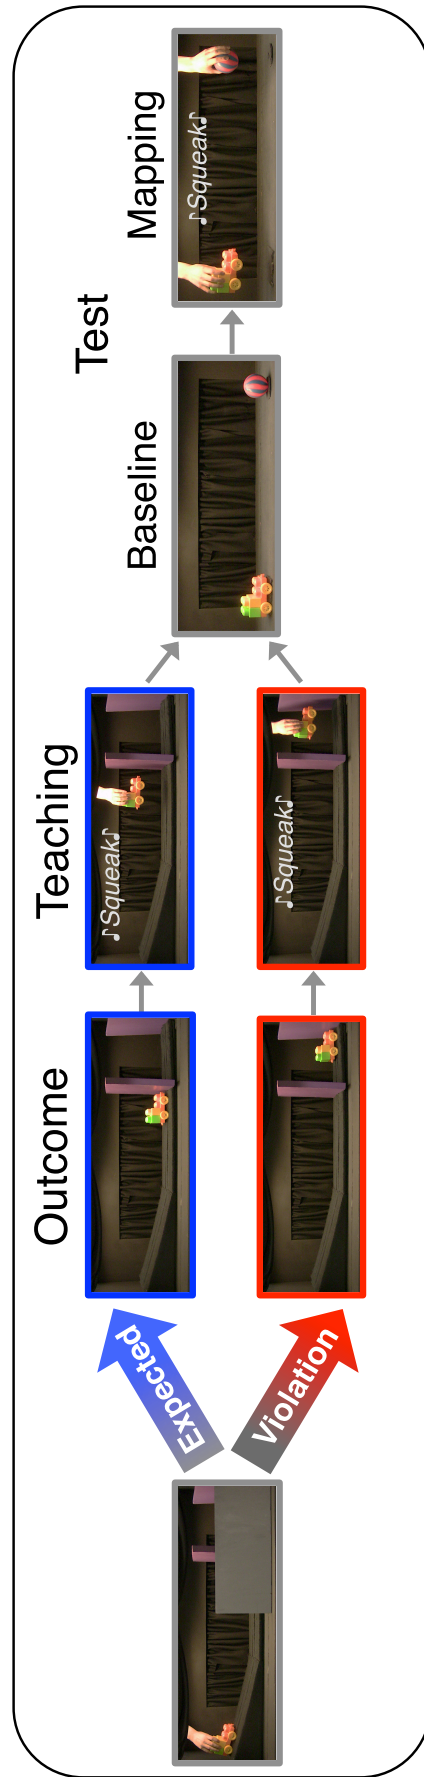 Test
Outcome
Teaching
Baseline
Mapping
Expected
Violation
♪Squeak♪
♪Squeak♪
♪Squeak♪